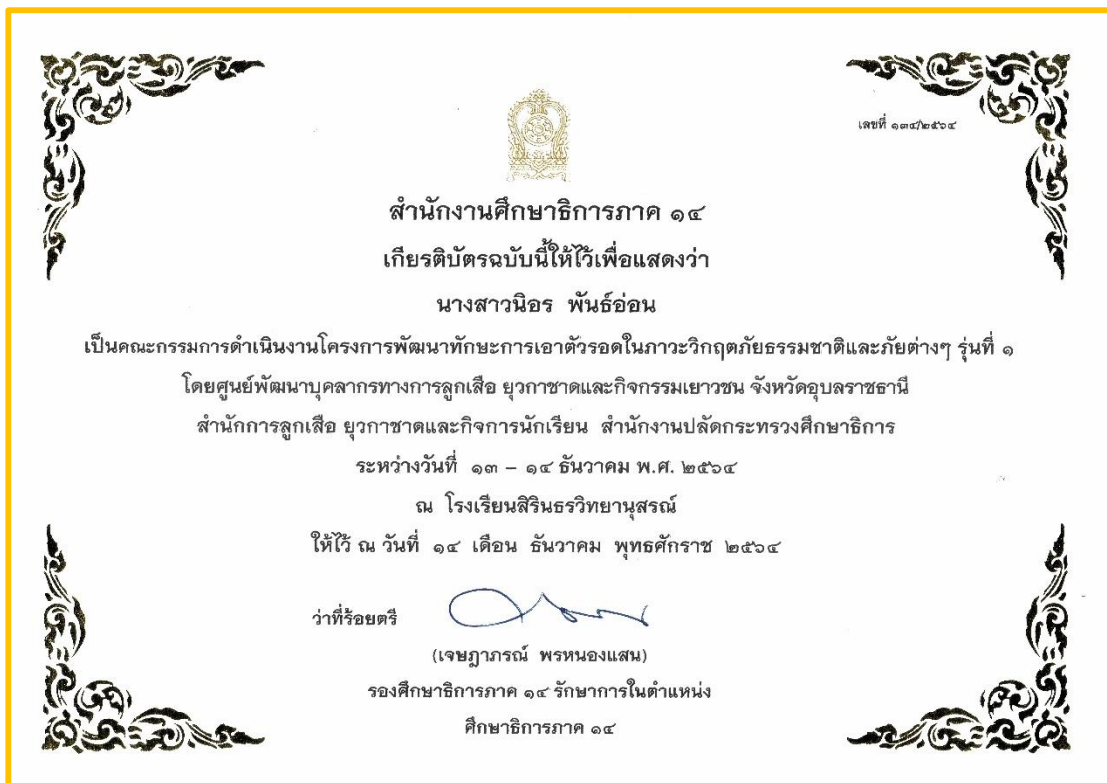 เลขที่ ๑๓๔/๒๕๖๔
สำนักงานศึกษาธิการภาค ๑๔
เกียรติบัตรฉบับนี้ให้ไว้เพื่อแสดงว่า
นางสาวนิอร พันธ์อ่อน
เป็นคณะกรรมการดำเนินงานโครงการพัฒนาทักษะการเอาตัวรอดในภาวะวิกฤตภัยธรรมชาติและภัยต่างๆ รุ่นที่ ๑
โดยศูนย์พัฒนาบุคลากรทางการลูกเสือ ยุวกาชาดและกิจกรรมเยาวชน จังหวัดอุบลราชธานี
สำนักการลูกเสือ ยุวกาชาดและกิจการนักเรียน สำนักงานปลัดกระทรวงศึกษาธิการ
ระหว่างวันที่ ๑๓ – ๑๔ ธันวาคม พ.ศ. ๒๕๖๔
ณ โรงเรียนสิรินธรวิทยานุสรณ์
ให้ไว้ ณ วันที่ ๑๔ เดือน ธันวาคม พุทธศักราช ๒๕๖๔
ว่าที่ร้อยตรี
(เจษฎาภรณ์ พรหนองแสน)
รองศึกษาธิการภาค ๑๔ รักษาการในตำแหน่ง
ศึกษาธิการภาค ๑๔